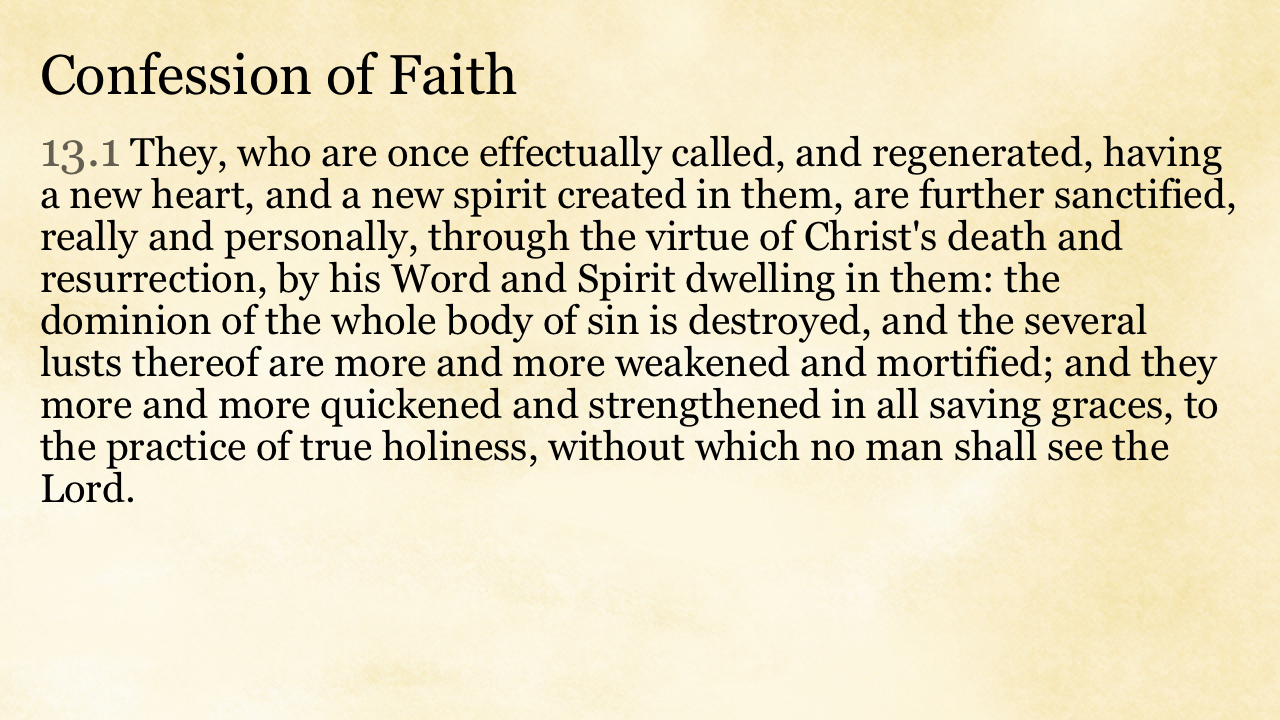 Confession of Faith
13.1 They, who are once effectually called, and regenerated, having
a new heart, and a new spirit created in them, are further sanctified,
really and personally, through the virtue of Christ's death and
resurrection, by his Word and Spirit dwelling in them: the
dominion of the whole body of sin is destroyed, and the several
lusts thereof are more and more weakened and mortified; and they
more and more quickened and strengthened in all saving graces, to
the practice of true holiness, without which no man shall see the
Lord.